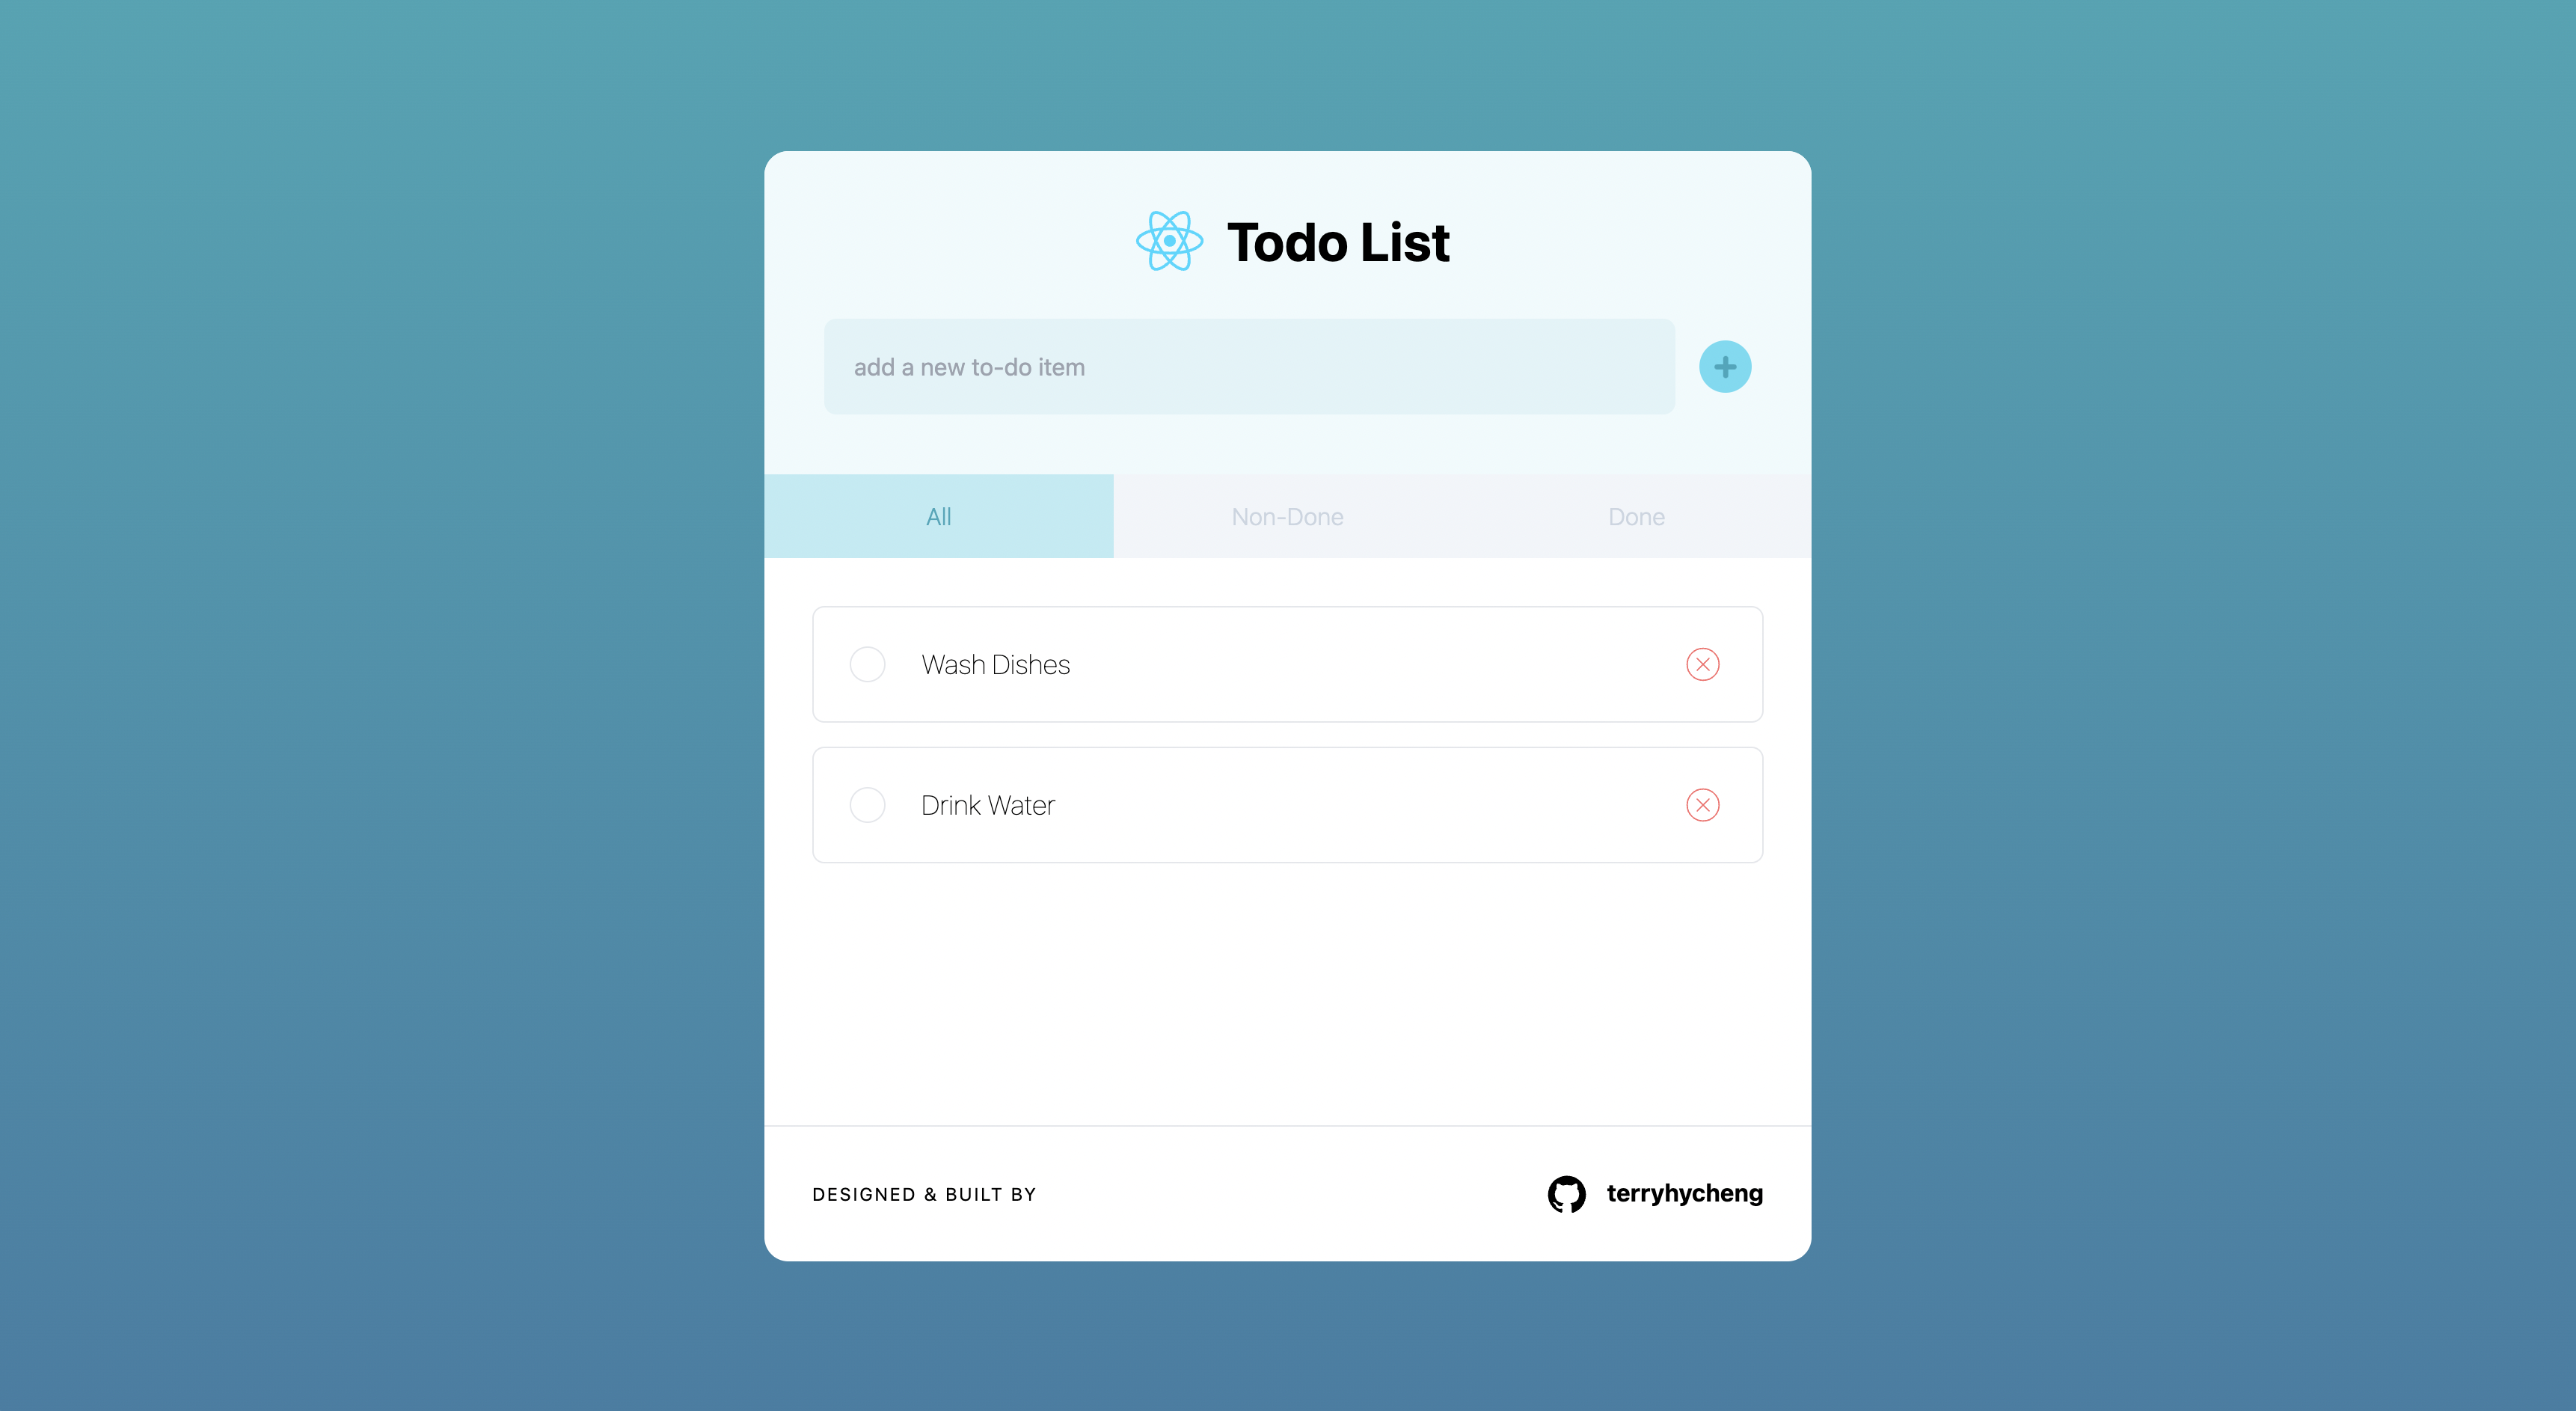 Todo List
add a new to-do item
All
Non-Done
Done
Wash Dishes
Drink Water
DESIGNED & BUILT BY
terryhycheng